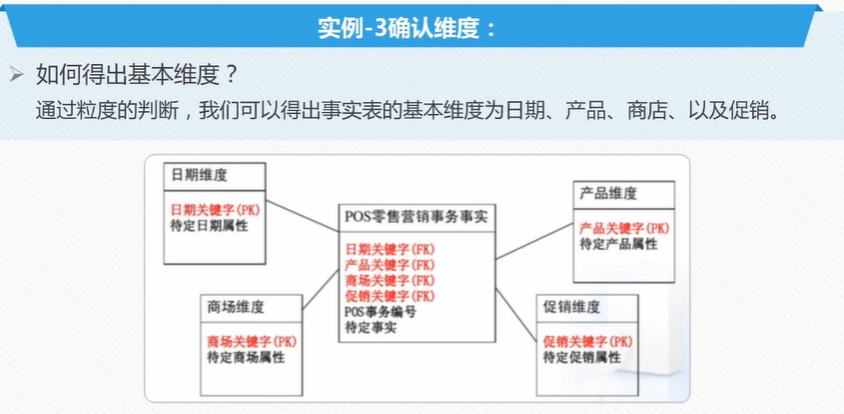 实例-3确认维度：
如何得出基本维度？
通过粒度的判断，我们可以得出事实表的基本维度为日期、产品、商店、以及促销。
日期维度
日期关键字(PK)
待定日期属性
POS零售营销事务事实
日期关键字(FK)
产品关键字(FK)
商场关键字(FK)
促销关键字(FK)
POS事务编号
待定事实
产品维度
产品关键字(PK)
待定产品属性
商场维度
商场关键字(PK)
待定商场属性
促销维度
促销关键字(PK)
待定促销属性